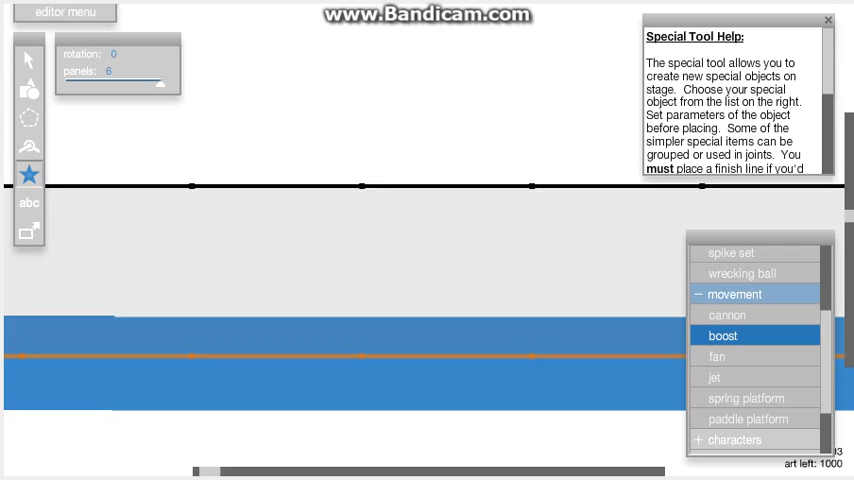 editor menu
www.Bandicam.com
rotation: 0
panels: 6
Special Tool Help:
The special tool allows you to
create new special objects on
stage. Choose your special
object from the list on the right.
Set parameters of the object
before placing. Some of the
simpler special items can be
grouped or used in joints. You
must place a finish line if you'd
abc
spike set
wrecking ball
− movement
cannon
boost
fan
jet
spring platform
paddle platform
+ characters
art left: 1000